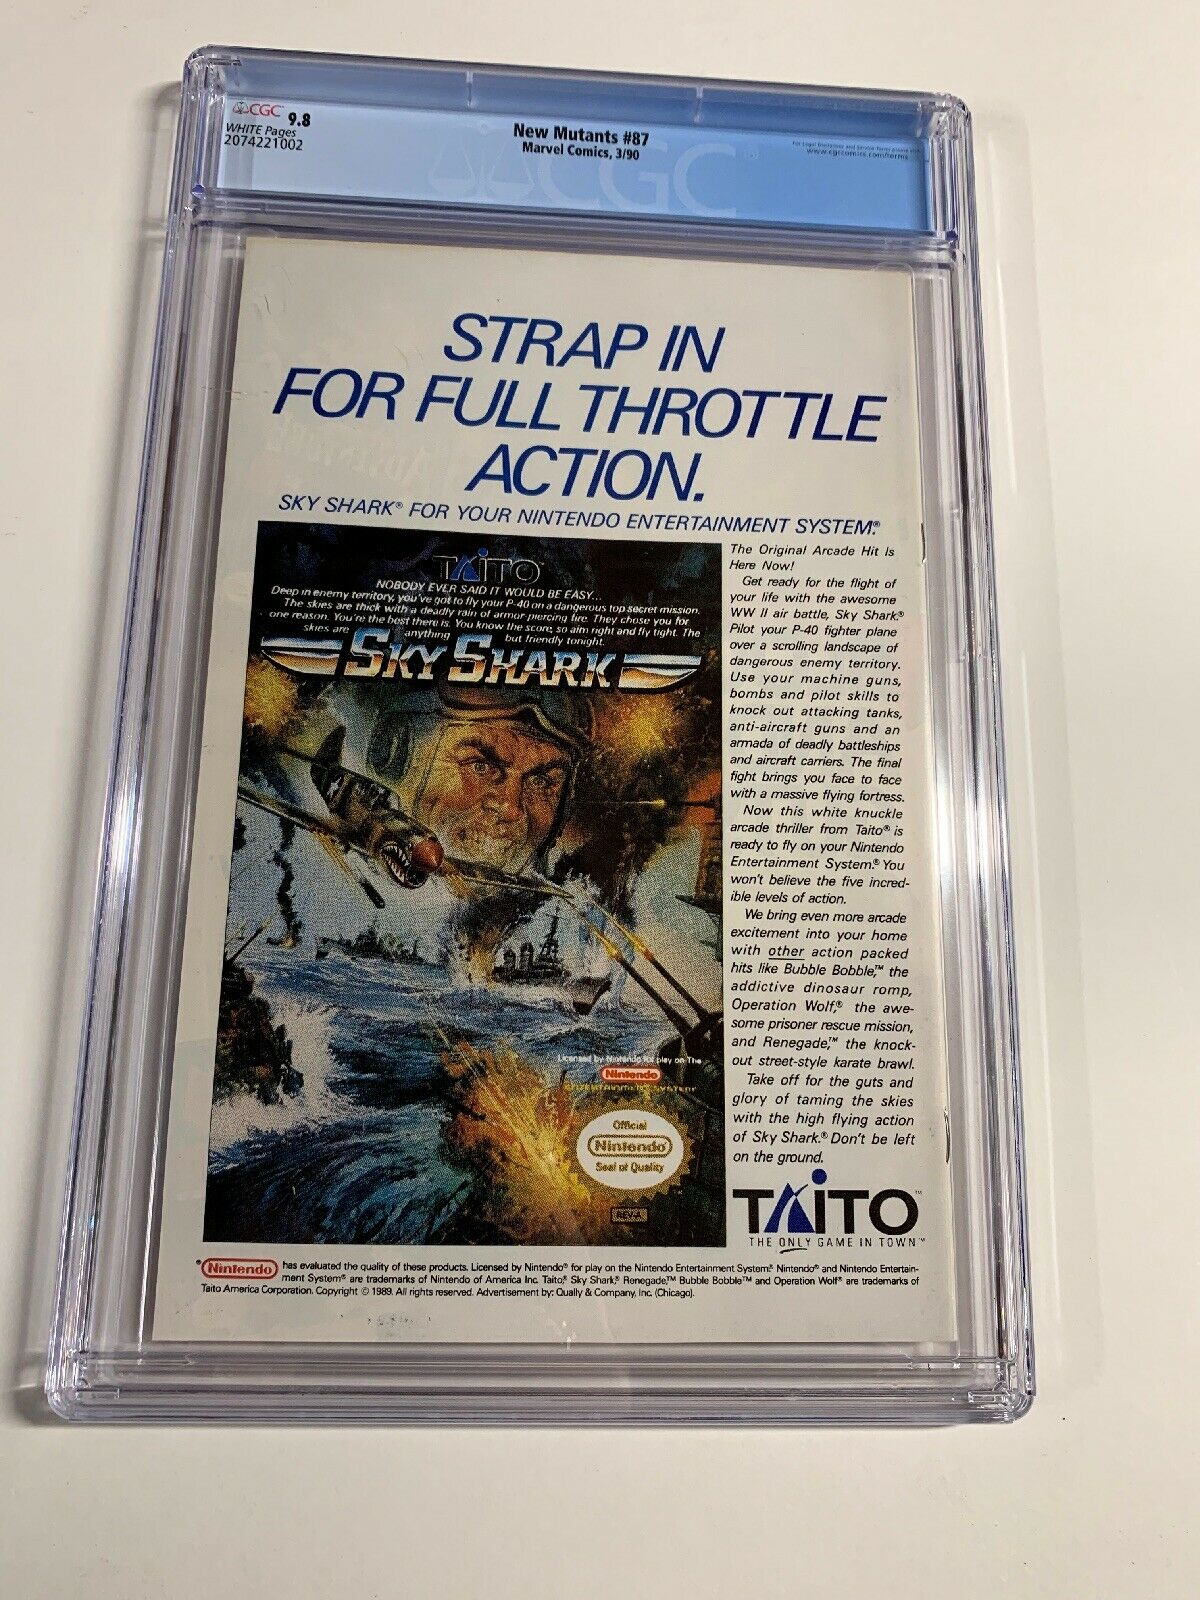 CGC 9.8
WHITE Pages
2074221002
New Mutants #87
Marvel Comics, 3/90
www.cgccomics.com/terms
CGC
STRAP IN
FOR FULL THROTTLE
ACTION.
SKY SHARK® FOR YOUR NINTENDO ENTERTAINMENT SYSTEM.®
TAITO
NOBODY EVER SAID IT WOULD BE EASY...
Deep in enemy territory, you've got to fly your P-40 on a dangerous top secret mission.
The skies are thick with a deadly rain of armor-piercing fire. They chose you for
one reason. You're the best there is. You know the score, so aim right and fly tight. The
skies are anything but friendly tonight.
SKY SHARK
Licensed by Nintendo for play on The
Nintendo
ENTERTAINMENT SYSTEM®
Official
Nintendo
Seal of Quality
REV-A
The Original Arcade Hit Is
Here Now!
Get ready for the flight of
your life with the awesome
WW II air battle, Sky Shark.®
Pilot your P-40 fighter plane
over a scrolling landscape of
dangerous enemy territory.
Use your machine guns,
bombs and pilot skills to
knock out attacking tanks,
anti-aircraft guns and an
armada of deadly battleships
and aircraft carriers. The final
fight brings you face to face
with a massive flying fortress.
Now this white knuckle
arcade thriller from Taito® is
ready to fly on your Nintendo
Entertainment System.® You
won't believe the five incred-
ible levels of action.
We bring even more arcade
excitement into your home
with other action packed
hits like Bubble Bobble,™ the
addictive dinosaur romp,
Operation Wolf,® the awe-
some prisoner rescue mission,
and Renegade,™ the knock-
out street-style karate brawl.
Take off for the guts and
glory of taming the skies
with the high flying action
of Sky Shark.® Don't be left
on the ground.
TAITO™
THE ONLY GAME IN TOWN™
® Nintendo has evaluated the quality of these products. Licensed by Nintendo® for play on the Nintendo Entertainment System.® Nintendo® and Nintendo Entertain-
ment System® are trademarks of Nintendo of America Inc. Taito,® Sky Shark,® Renegade,™ Bubble Bobble™ and Operation Wolf® are trademarks of
Taito America Corporation. Copyright © 1989. All rights reserved. Advertisement by: Qually & Company, Inc. (Chicago).